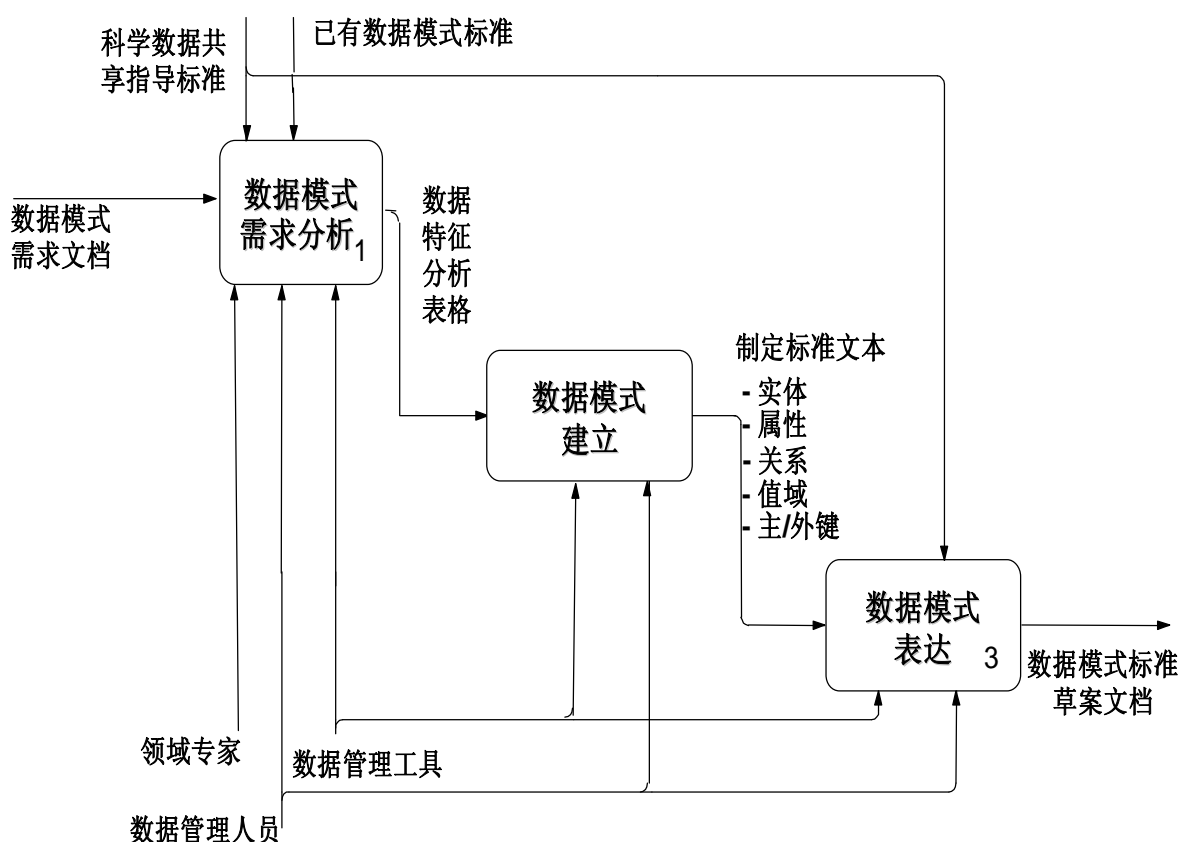 科学数据共
享指导标准
已有数据模式标准
数据模式
需求文档
数据模式
需求分析1
数据
特征
分析
表格
数据模式
建立
制定标准文本
- 实体
- 属性
- 关系
- 值域
- 主/外键
数据模式
表达 3
数据模式标准
草案文档
领域专家
数据管理工具
数据管理人员